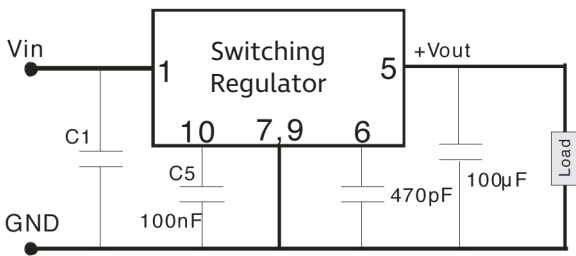 Vin
Switching
Regulator
+Vout
1
5
10
7,9
6
C1
C5
100nF
470pF
100µF
Load
GND